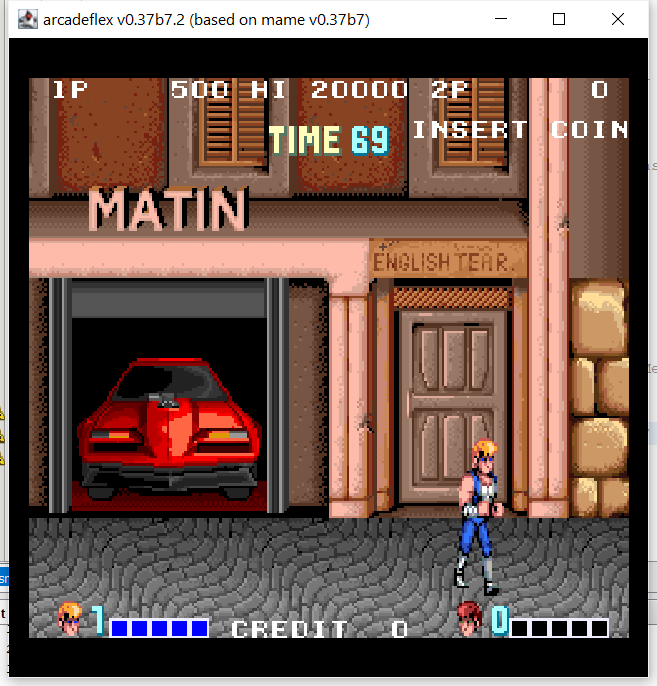 arcadeflex v0.37b7.2 (based on mame v0.37b7)
1P 500 HI 20000 2P 0
TIME 69 INSERT COIN
MATIN
ENGLISH TEAR.
1 CREDIT 0 0